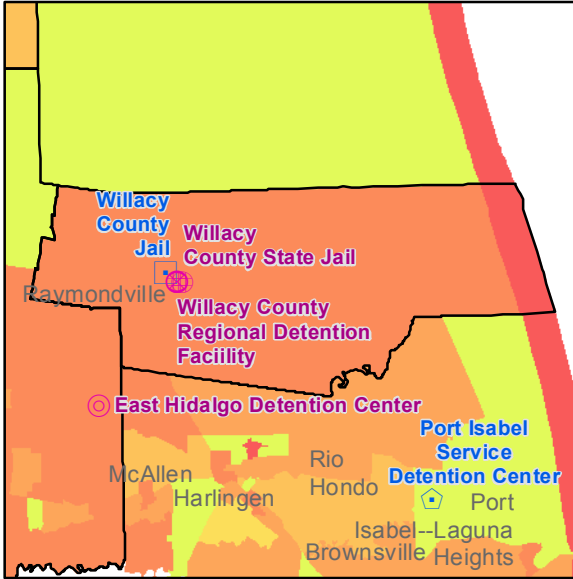 Willacy
County
Jail
Willacy
County State Jail
Raymondville
Willacy County
Regional Detention
Faciility
East Hidalgo Detention Center
Port Isabel
Service
Detention Center
McAllen
Harlingen
Rio
Hondo
Port
Isabel--Laguna
Heights
Brownsville